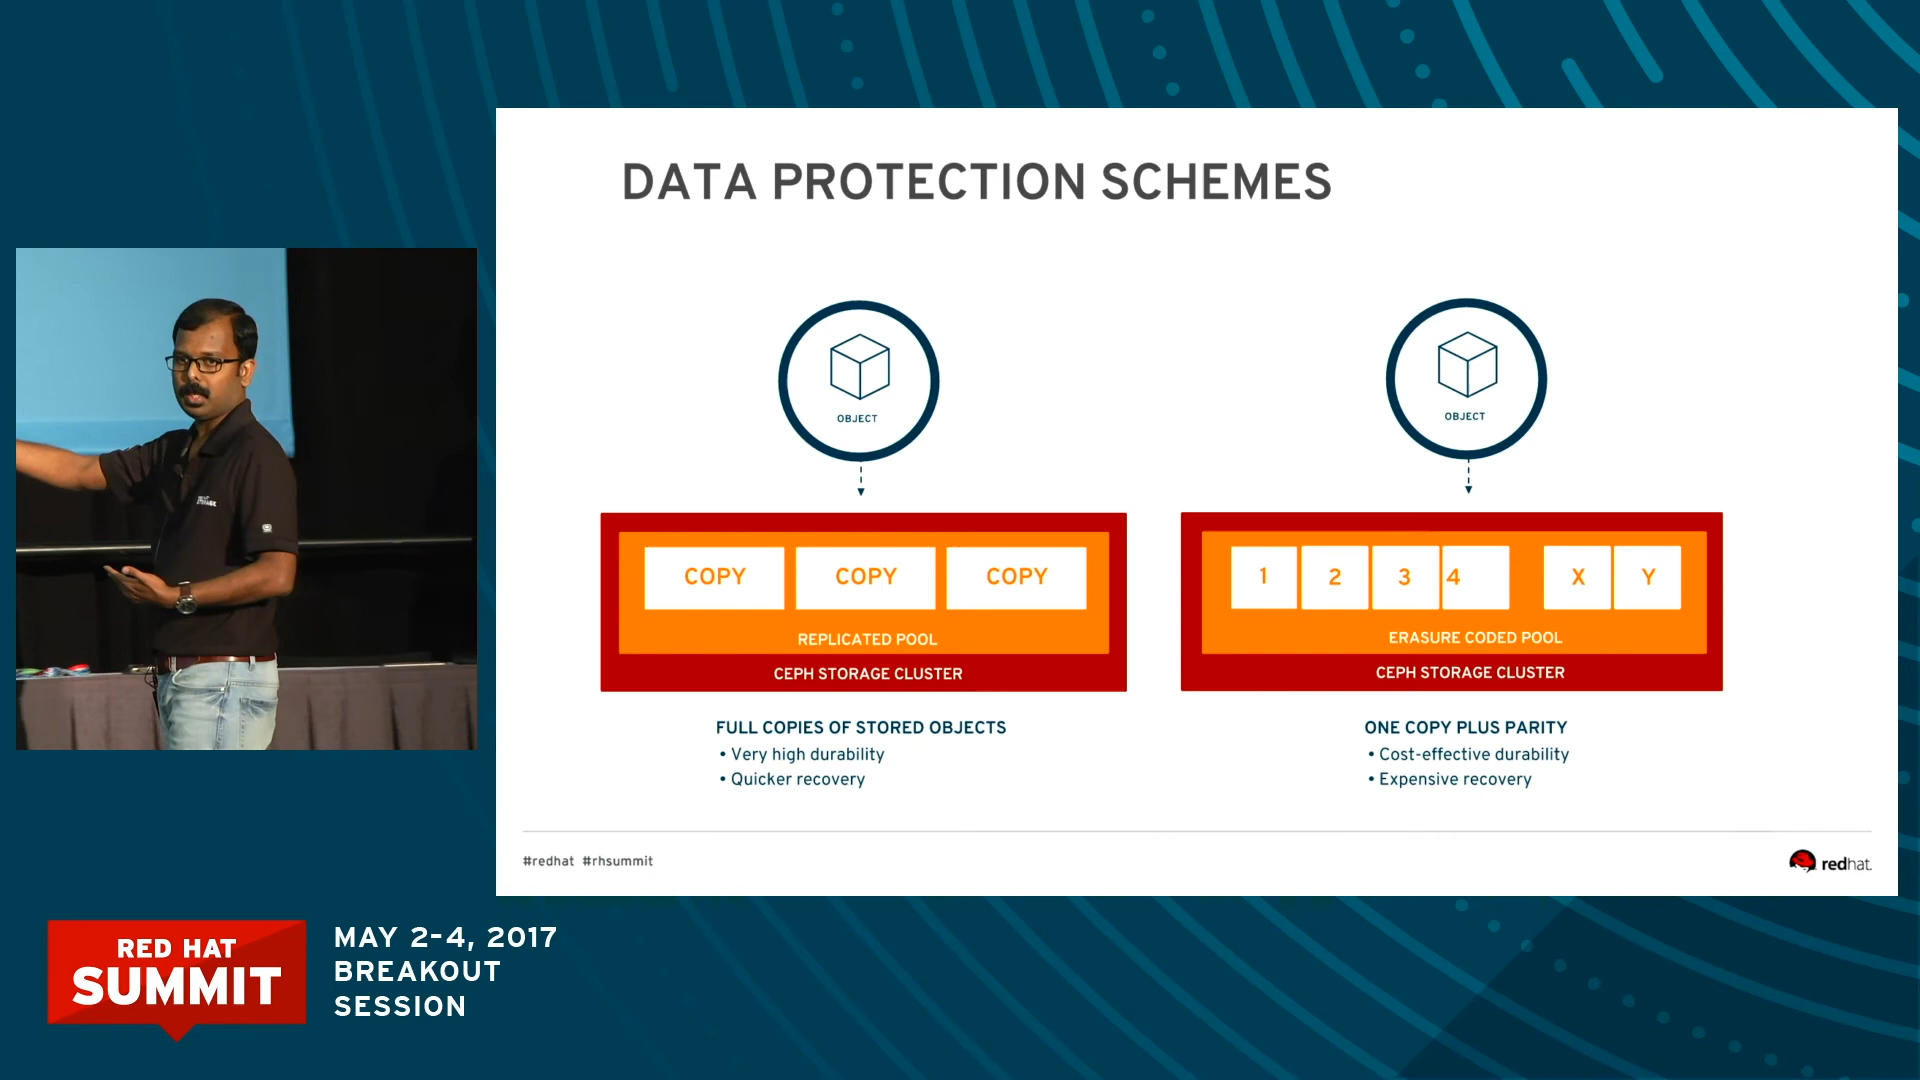 DATA PROTECTION SCHEMES
OBJECT
OBJECT
COPY COPY COPY
REPLICATED POOL
CEPH STORAGE CLUSTER
1 2 3 4 X Y
ERASURE CODED POOL
CEPH STORAGE CLUSTER
FULL COPIES OF STORED OBJECTS
• Very high durability
• Quicker recovery
ONE COPY PLUS PARITY
• Cost-effective durability
• Expensive recovery
#redhat #rhsummit
redhat.
RED HAT
SUMMIT
MAY 2-4, 2017
BREAKOUT
SESSION